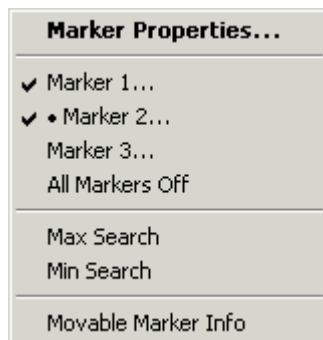 Marker Properties...
✓ Marker 1...
✓ • Marker 2...
Marker 3...
All Markers Off
Max Search
Min Search
Movable Marker Info